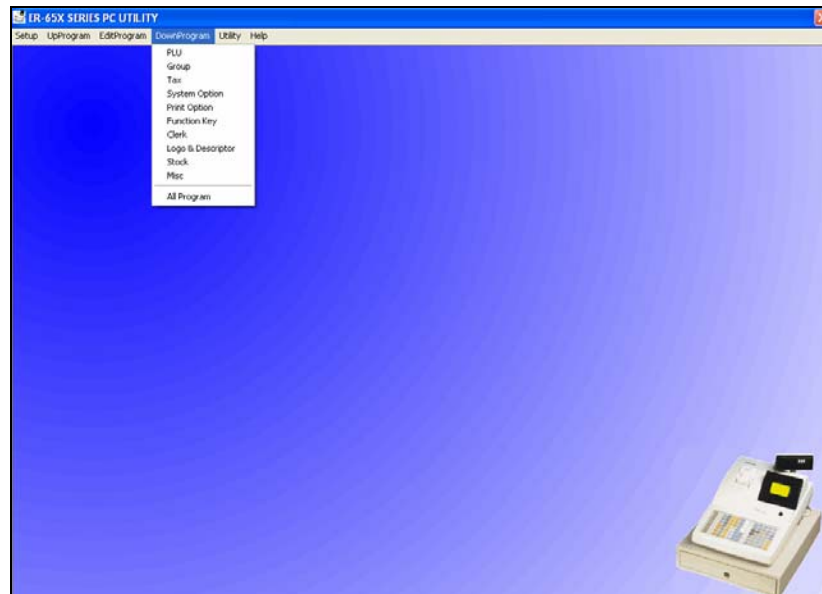 ER-65X SERIES PC UTILITY
Setup UpProgram EditProgram DownProgram Utility Help
PLU
Group
Tax
System Option
Print Option
Function Key
Clerk
Logo & Descriptor
Stock
Misc
All Program